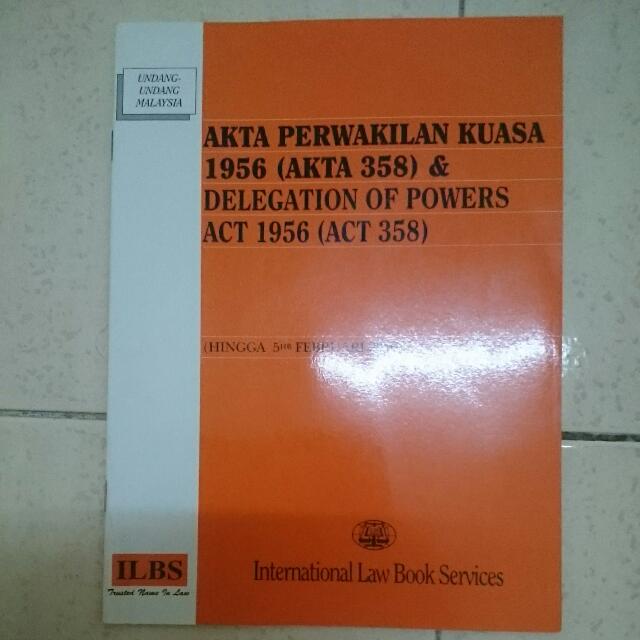 UNDANG-
UNDANG
MALAYSIA
AKTA PERWAKILAN KUASA
1956 (AKTA 358) &
DELEGATION OF POWERS
ACT 1956 (ACT 358)
(HINGGA 5HB FEBRUARI
International Law Book Services
ILBS
Trusted Name In Law